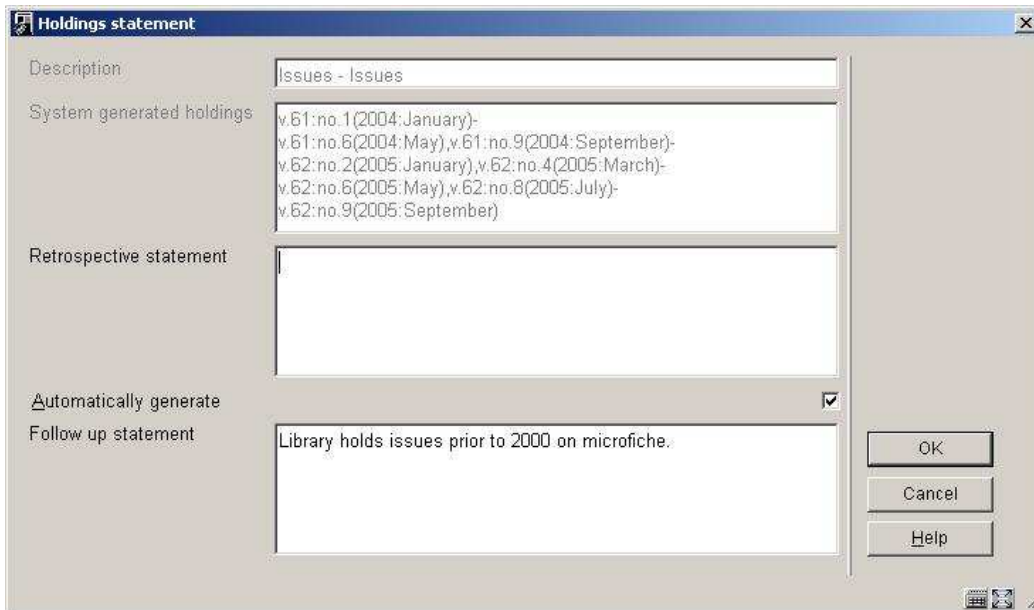 Holdings statement
Description
Issues - Issues
System generated holdings
v.61:no.1(2004:January)-
v.61:no.6(2004:May),v.61:no.9(2004:September)-
v.62:no.2(2005:January),v.62:no.4(2005:March)-
v.62:no.6(2005:May),v.62:no.8(2005:July)-
v.62:no.9(2005:September)
Retrospective statement
Automatically generate
Follow up statement
Library holds issues prior to 2000 on microfiche.
OK
Cancel
Help